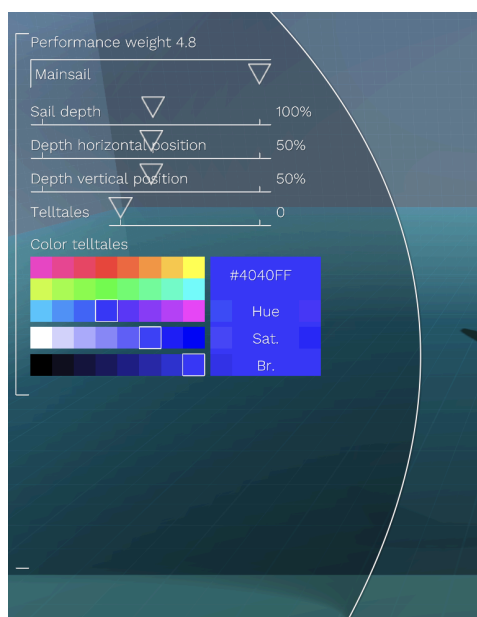 Performance weight 4.8
Mainsail
Sail depth 100%
Depth horizontal position 50%
Depth vertical position 50%
Telltales 0
Color telltales
#4040FF
Hue
Sat.
Br.